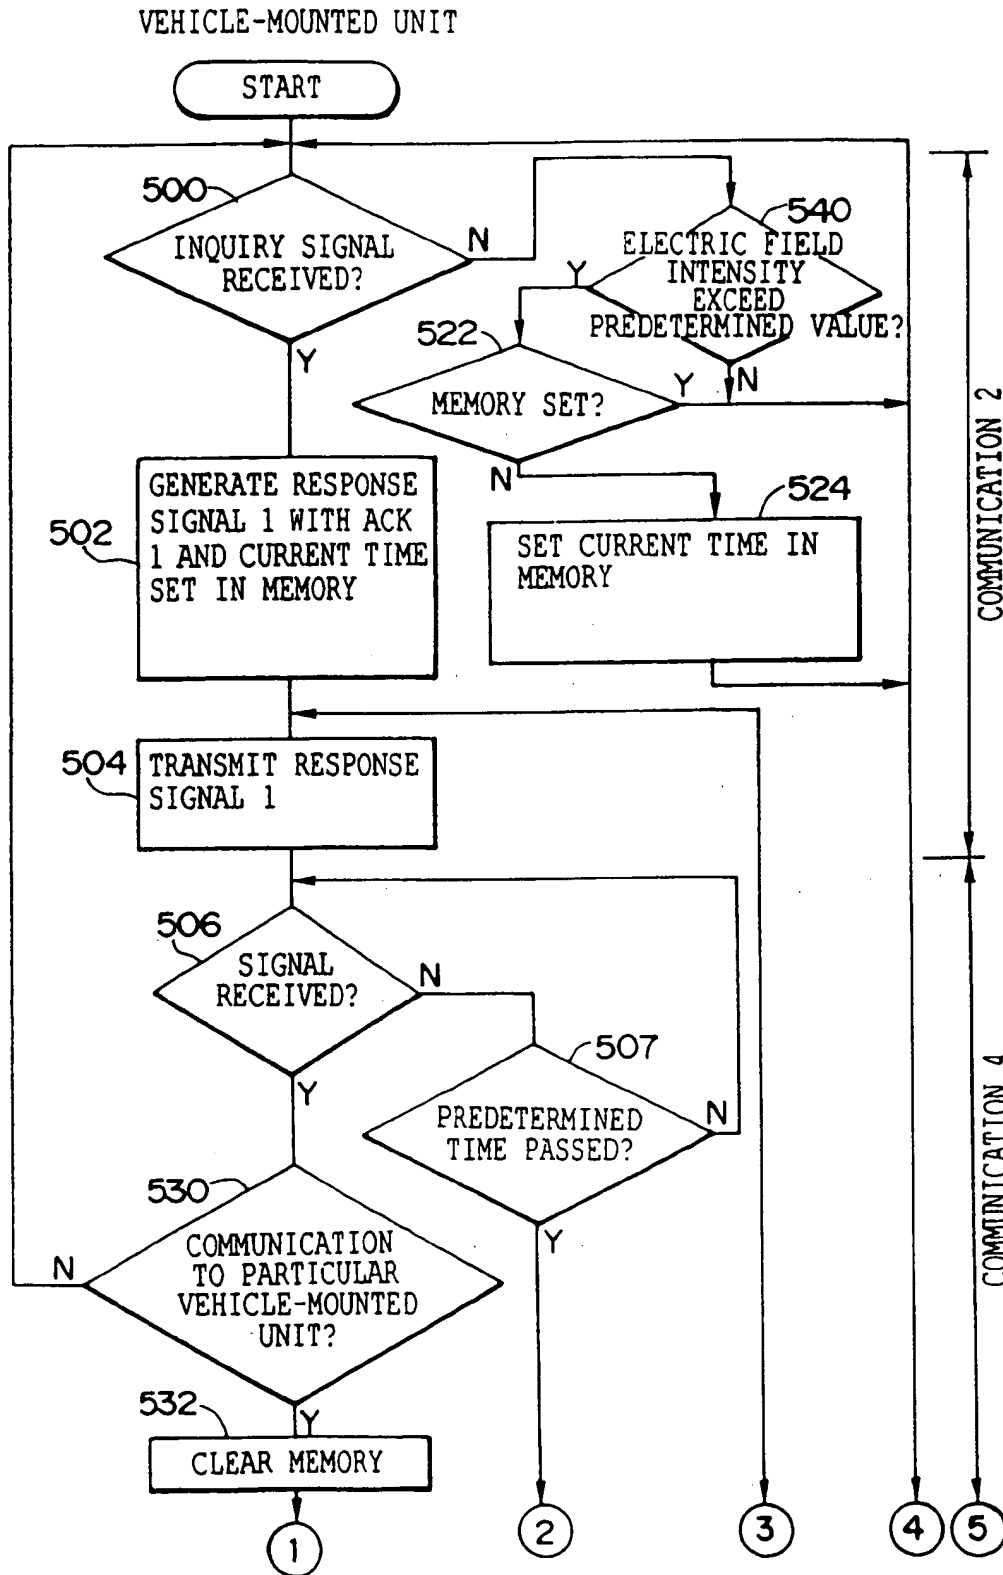 VEHICLE-MOUNTED UNIT
START
500
INQUIRY SIGNAL
RECEIVED?
N
Y
540
ELECTRIC FIELD
INTENSITY
EXCEED
PREDETERMINED VALUE?
Y
N
522
MEMORY SET?
Y
N
502
GENERATE RESPONSE
SIGNAL 1 WITH ACK
1 AND CURRENT TIME
SET IN MEMORY
524
SET CURRENT TIME IN
MEMORY
COMMUNICATION 2
504
TRANSMIT RESPONSE
SIGNAL 1
506
SIGNAL
RECEIVED?
N
Y
507
PREDETERMINED
TIME PASSED?
N
Y
COMMUNICATION 4
530
COMMUNICATION
TO PARTICULAR
VEHICLE-MOUNTED
UNIT?
N
Y
532
CLEAR MEMORY
1
2
3
4
5